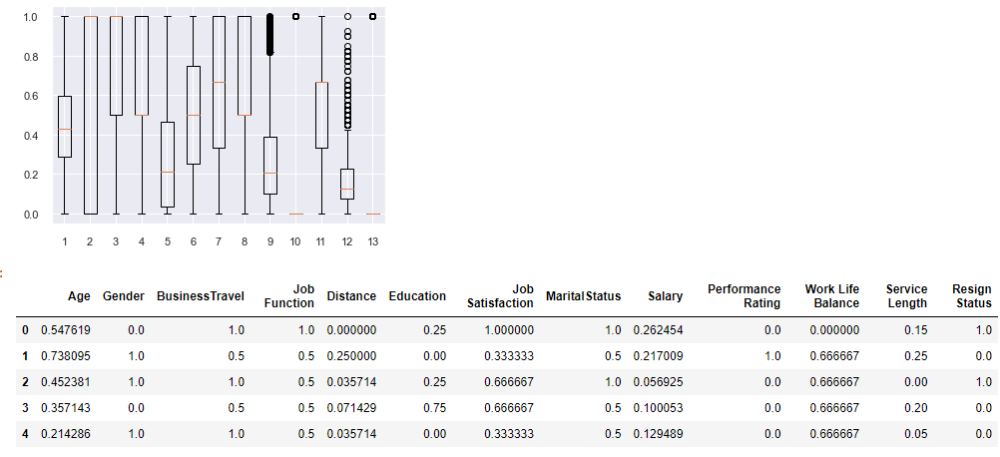 1.0
0.8
0.6
0.4
0.2
0.0
1 2 3 4 5 6 7 8 9 10 11 12 13
:
Age Gender BusinessTravel Job Function Distance Education Job Satisfaction MaritalStatus Salary Performance Rating Work Life Balance Service Length Resign Status
0 0.547619 0.0 1.0 1.0 0.000000 0.25 1.000000 1.0 0.262454 0.0 0.000000 0.15 1.0
1 0.738095 1.0 0.5 0.5 0.250000 0.00 0.333333 0.5 0.217009 1.0 0.666667 0.25 0.0
2 0.452381 1.0 1.0 0.5 0.035714 0.25 0.666667 1.0 0.056925 0.0 0.666667 0.00 1.0
3 0.357143 0.0 0.5 0.5 0.071429 0.75 0.666667 0.5 0.100053 0.0 0.666667 0.20 0.0
4 0.214286 1.0 1.0 0.5 0.035714 0.00 0.333333 0.5 0.129489 0.0 0.666667 0.05 0.0